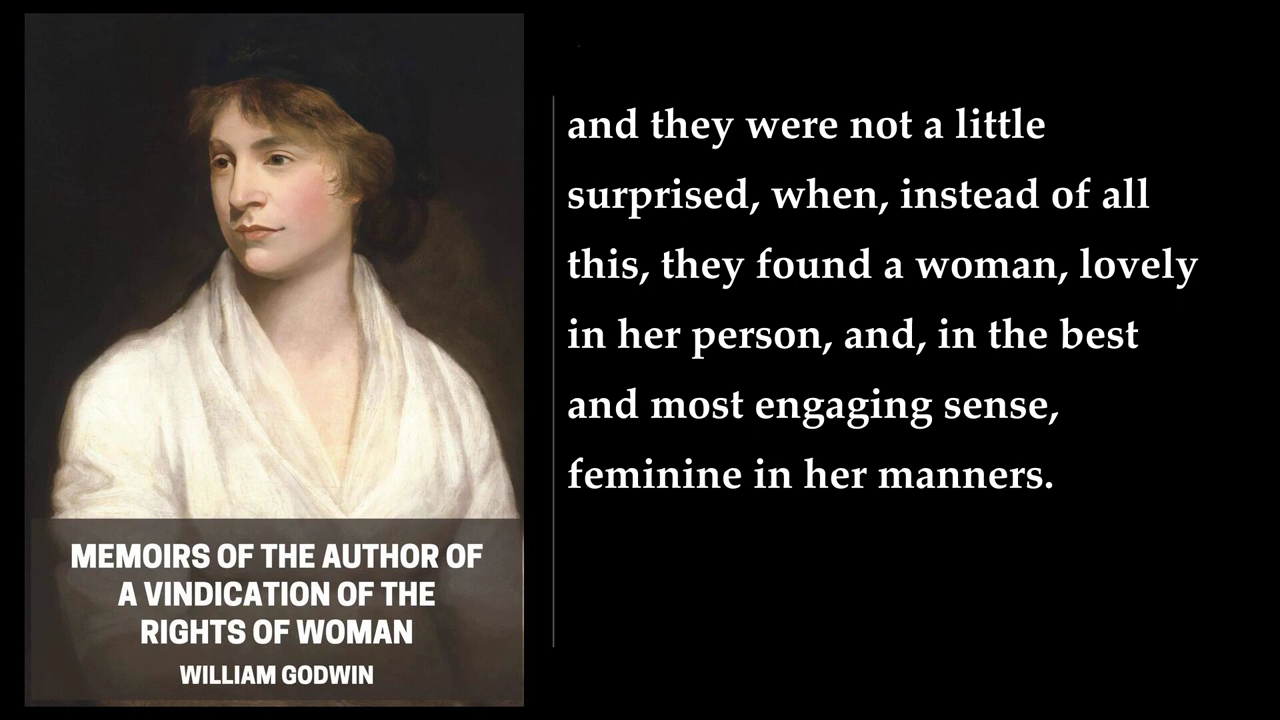 MEMOIRS OF THE AUTHOR OF
A VINDICATION OF THE
RIGHTS OF WOMAN
WILLIAM GODWIN
and they were not a little
surprised, when, instead of all
this, they found a woman, lovely
in her person, and, in the best
and most engaging sense,
feminine in her manners.